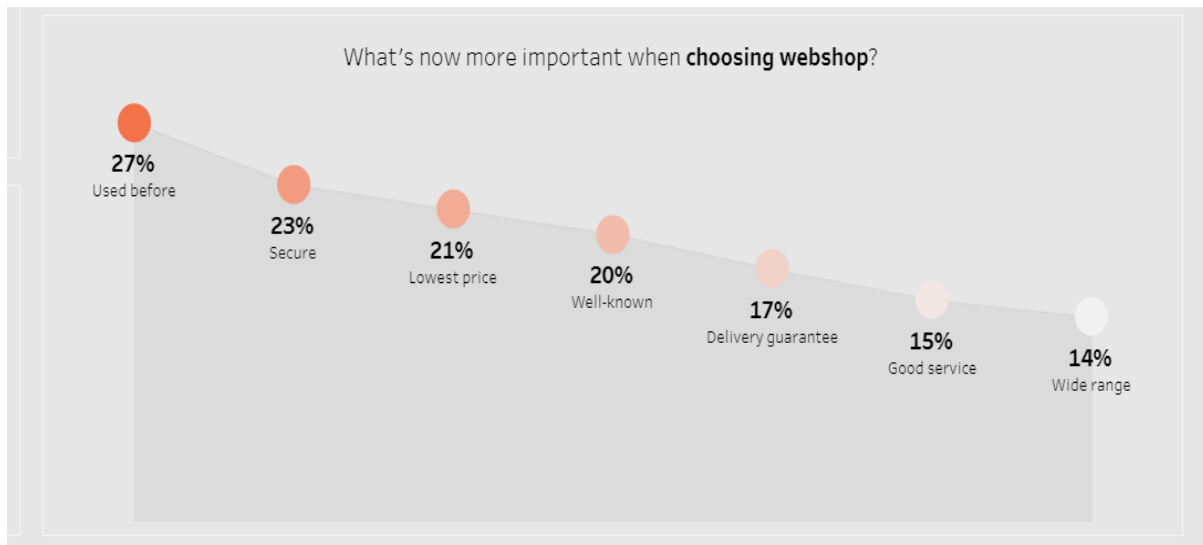 What's now more important when choosing webshop?
27%
Used before
23%
Secure
21%
Lowest price
20%
Well-known
17%
Delivery guarantee
15%
Good service
14%
Wide range